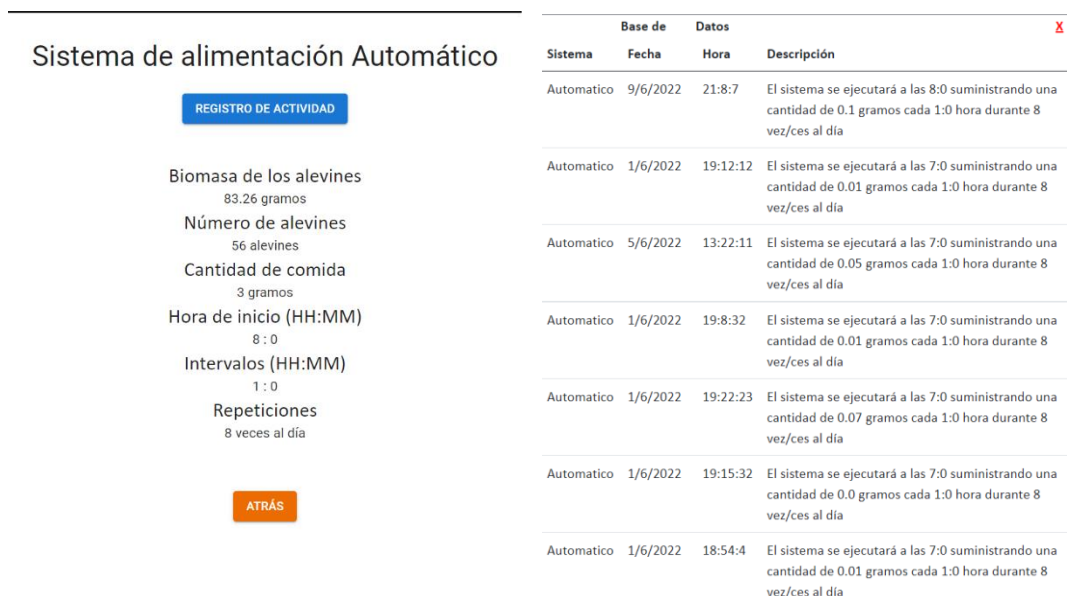 Sistema de alimentación Automático
REGISTRO DE ACTIVIDAD
Biomasa de los alevines
83.26 gramos
Número de alevines
56 alevines
Cantidad de comida
3 gramos
Hora de inicio (HH:MM)
8 : 0
Intervalos (HH:MM)
1 : 0
Repeticiones
8 veces al día
ATRÁS
Base de Datos X
Sistema Fecha Hora Descripción
Automatico 9/6/2022 21:8:7 El sistema se ejecutará a las 8:0 suministrando una
cantidad de 0.1 gramos cada 1:0 hora durante 8
vez/ces al día
Automatico 1/6/2022 19:12:12 El sistema se ejecutará a las 7:0 suministrando una
cantidad de 0.01 gramos cada 1:0 hora durante 8
vez/ces al día
Automatico 5/6/2022 13:22:11 El sistema se ejecutará a las 7:0 suministrando una
cantidad de 0.05 gramos cada 1:0 hora durante 8
vez/ces al día
Automatico 1/6/2022 19:8:32 El sistema se ejecutará a las 7:0 suministrando una
cantidad de 0.01 gramos cada 1:0 hora durante 8
vez/ces al día
Automatico 1/6/2022 19:22:23 El sistema se ejecutará a las 7:0 suministrando una
cantidad de 0.07 gramos cada 1:0 hora durante 8
vez/ces al día
Automatico 1/6/2022 19:15:32 El sistema se ejecutará a las 7:0 suministrando una
cantidad de 0.0 gramos cada 1:0 hora durante 8
vez/ces al día
Automatico 1/6/2022 18:54:4 El sistema se ejecutará a las 7:0 suministrando una
cantidad de 0.01 gramos cada 1:0 hora durante 8
vez/ces al día